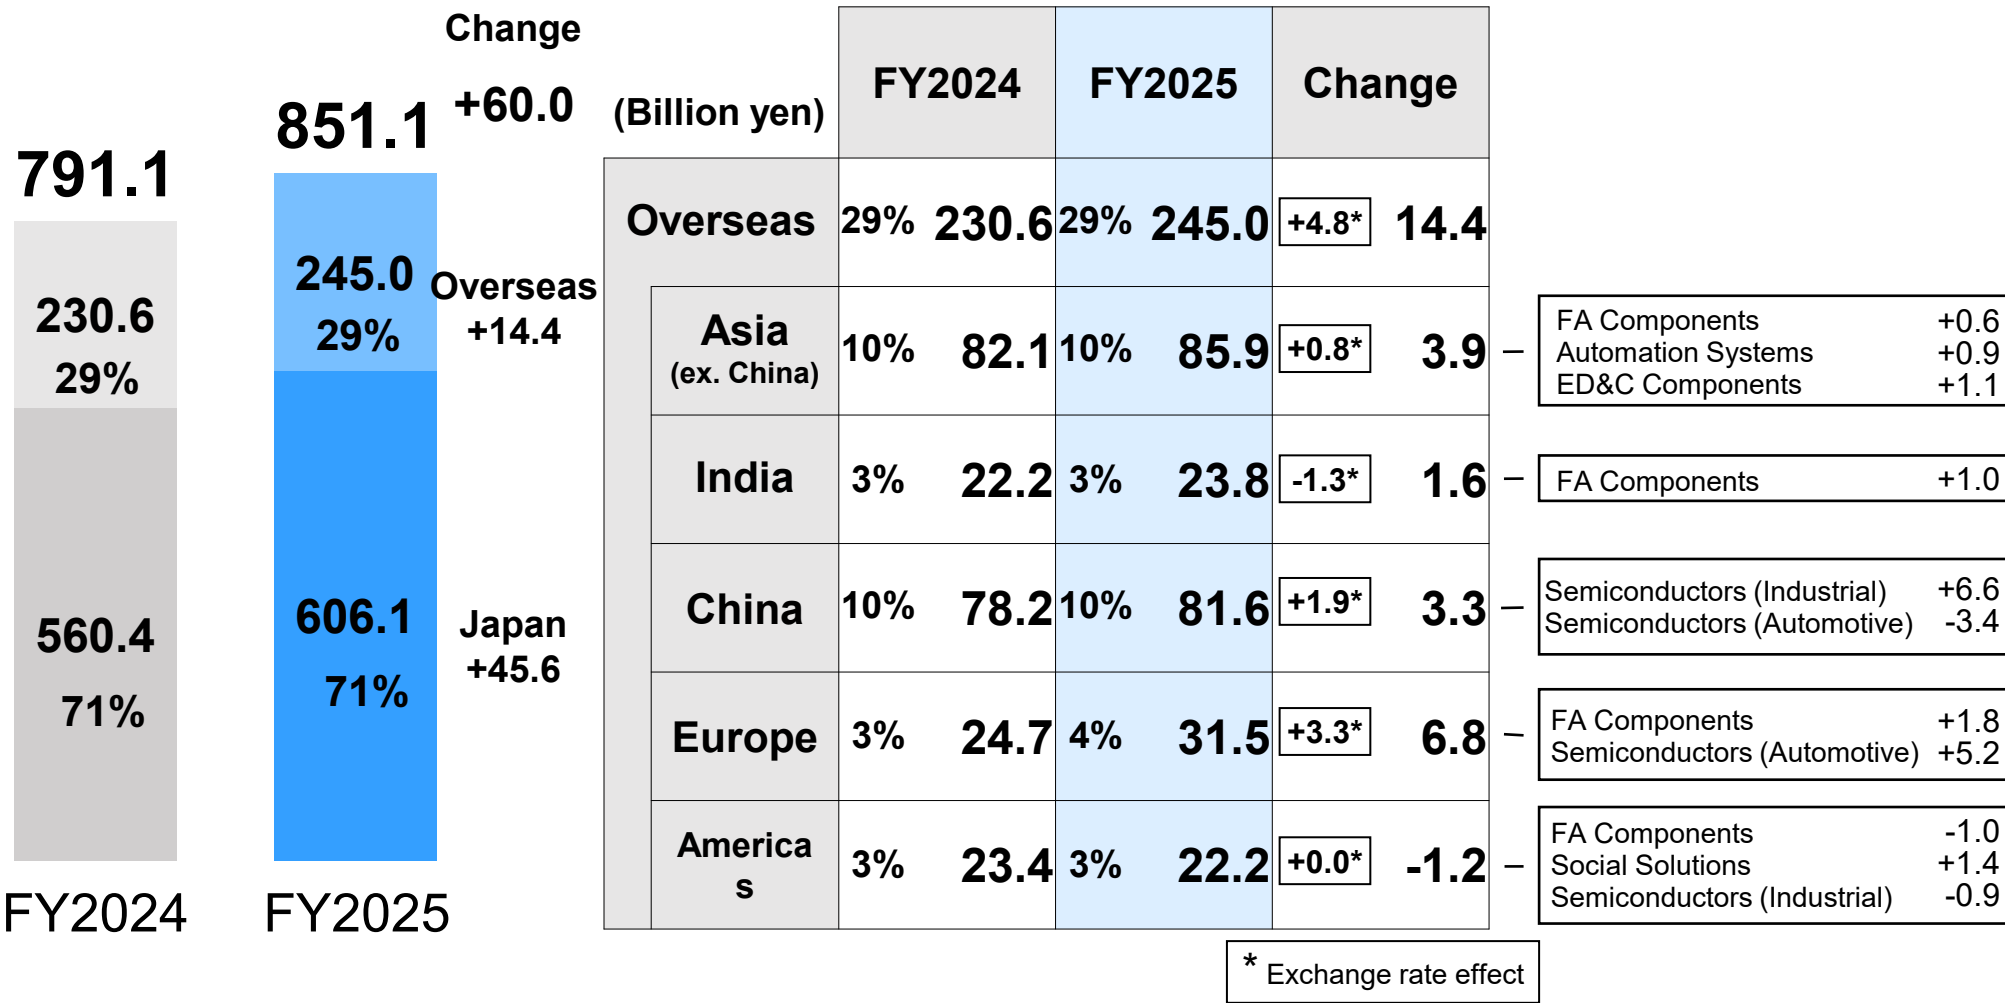 Change
+60.0
791.1
851.1
230.6
29%
245.0
29%
Overseas
+14.4
560.4
71%
606.1
71%
Japan
+45.6
FY2024
FY2025
(Billion yen)
FY2024 FY2025 Change
Overseas 29% 230.6 29% 245.0 +4.8* 14.4
Asia
(ex. China)
10% 82.1 10% 85.9 +0.8* 3.9
FA Components +0.6
Automation Systems +0.9
ED&C Components +1.1
India 3% 22.2 3% 23.8 -1.3* 1.6
FA Components +1.0
China 10% 78.2 10% 81.6 +1.9* 3.3
Semiconductors (Industrial) +6.6
Semiconductors (Automotive) -3.4
Europe 3% 24.7 4% 31.5 +3.3* 6.8
FA Components +1.8
Semiconductors (Automotive) +5.2
America
s
3% 23.4 3% 22.2 +0.0* -1.2
FA Components -1.0
Social Solutions +1.4
Semiconductors (Industrial) -0.9
* Exchange rate effect